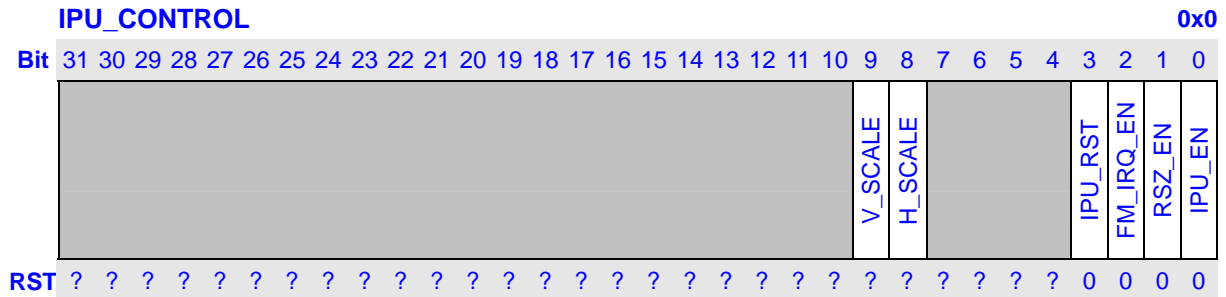 IPU_CONTROL 0x0
Bit 31 30 29 28 27 26 25 24 23 22 21 20 19 18 17 16 15 14 13 12 11 10 9 8 7 6 5 4 3 2 1 0
V_SCALE H_SCALE IPU_RST FM_IRQ_EN RSZ_EN IPU_EN
RST ? ? ? ? ? ? ? ? ? ? ? ? ? ? ? ? ? ? ? ? ? ? ? ? ? ? ? ? 0 0 0 0